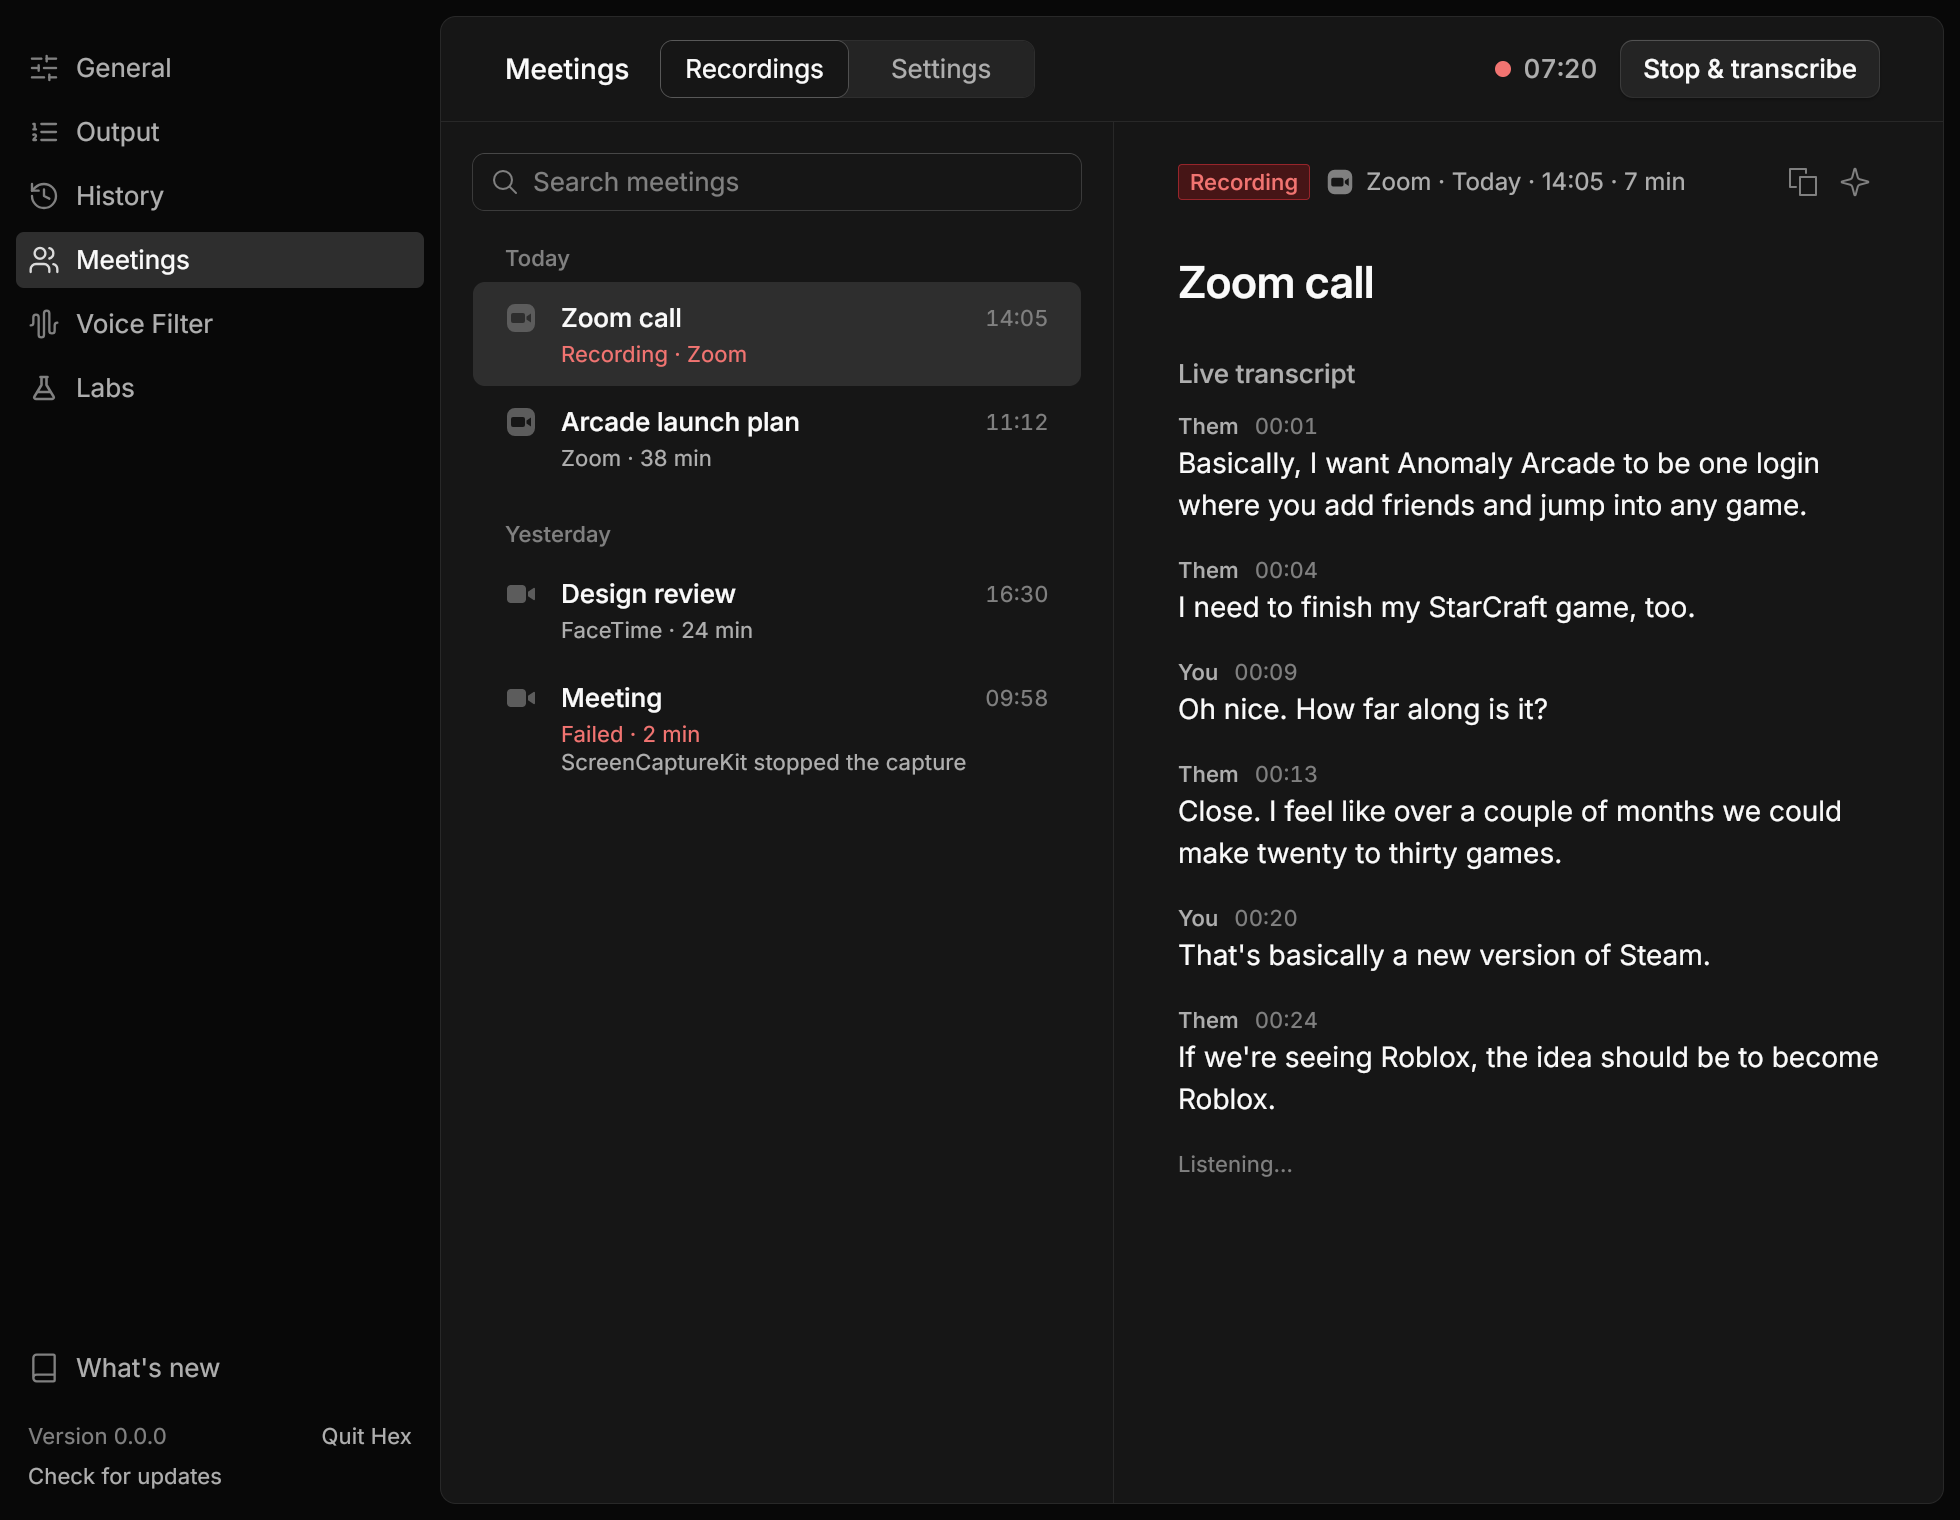 General
Output
History
Meetings
Voice Filter
Labs
What's new
Version 0.0.0
Quit Hex
Check for updates
Meetings
Recordings
Settings
07:20
Stop & transcribe
Search meetings
Today
Zoom call
14:05
Recording · Zoom
Arcade launch plan
11:12
Zoom · 38 min
Yesterday
Design review
16:30
FaceTime · 24 min
Meeting
09:58
Failed · 2 min
ScreenCaptureKit stopped the capture
Recording
Zoom · Today · 14:05 · 7 min
Zoom call
Live transcript
Them 00:01
Basically, I want Anomaly Arcade to be one login
where you add friends and jump into any game.
Them 00:04
I need to finish my StarCraft game, too.
You 00:09
Oh nice. How far along is it?
Them 00:13
Close. I feel like over a couple of months we could
make twenty to thirty games.
You 00:20
That's basically a new version of Steam.
Them 00:24
If we're seeing Roblox, the idea should be to become
Roblox.
Listening...